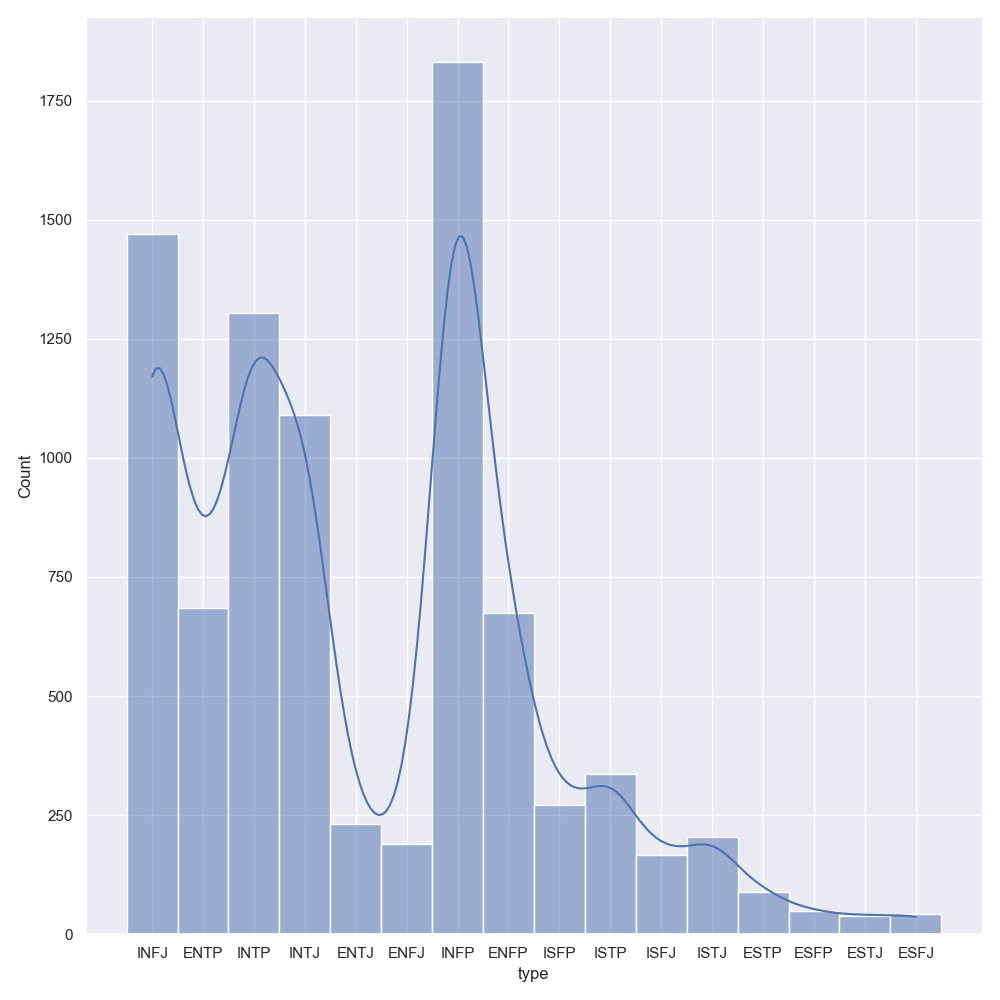 Count
1750
1500
1250
1000
750
500
250
0
INFJ ENTP INTP INTJ ENTJ ENFJ INFP ENFP ISFP ISTP ISFJ ISTJ ESTP ESFP ESTJ ESFJ
type